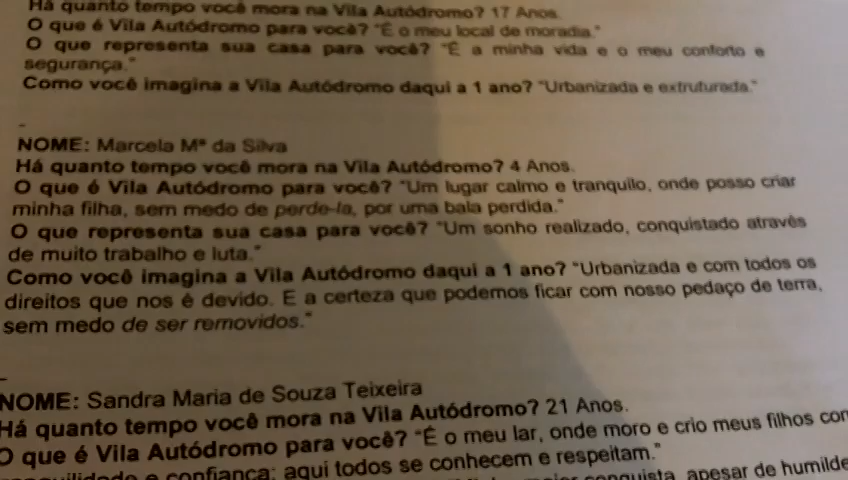 Há quanto tempo você mora na Vila Autódromo? 17 Anos.
O que é Vila Autódromo para você? "É o meu local de moradia."
O que representa sua casa para você? "É a minha vida e o meu conforto e
segurança."
Como você imagina a Vila Autódromo daqui a 1 ano? "Urbanizada e extruturada."
-
NOME: Marcela Mª da Silva
Há quanto tempo você mora na Vila Autódromo? 4 Anos.
O que é Vila Autódromo para você? "Um lugar calmo e tranquilo, onde posso criar
minha filha, sem medo de perde-la, por uma bala perdida."
O que representa sua casa para você? "Um sonho realizado, conquistado através
de muito trabalho e luta."
Como você imagina a Vila Autódromo daqui a 1 ano? "Urbanizada e com todos os
direitos que nos é devido. E a certeza que podemos ficar com nosso pedaço de terra,
sem medo de ser removidos."
-
NOME: Sandra Maria de Souza Teixeira
Há quanto tempo você mora na Vila Autódromo? 21 Anos.
O que é Vila Autódromo para você? "É o meu lar, onde moro e crio meus filhos com
e confiança; aqui todos se conhecem e respeitam."
conquista, apesar de humilde